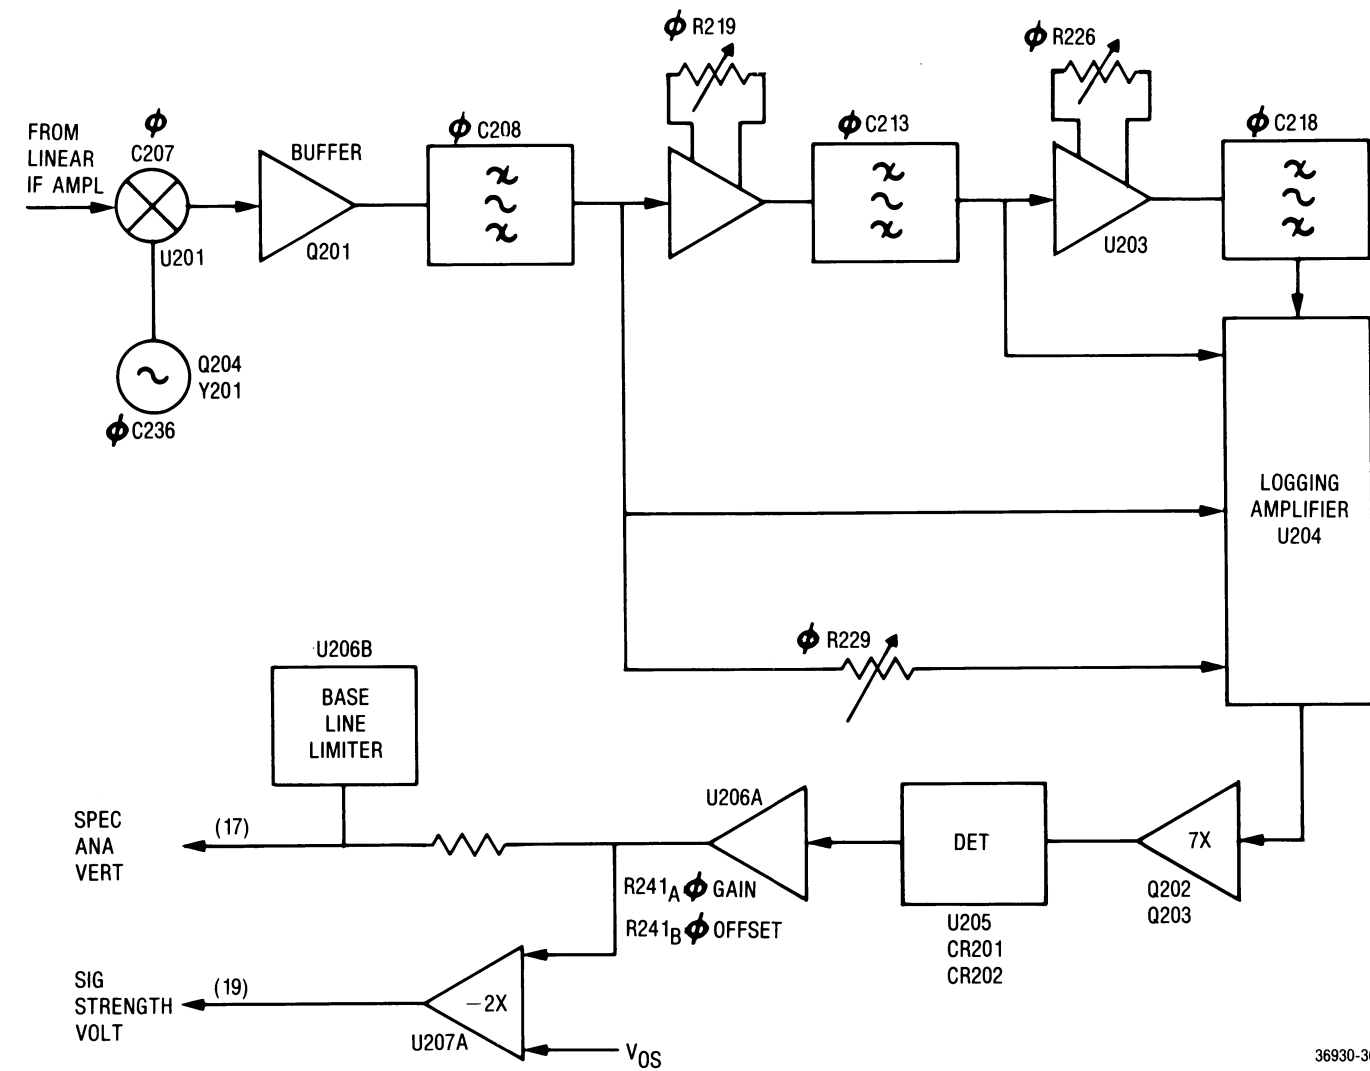 ϕ R219
ϕ R226
FROM
LINEAR
IF AMPL
ϕ
C207
U201
BUFFER
Q201
ϕ C208
ϕ C213
U203
ϕ C218
Q204
Y201
ϕ C236
LOGGING
AMPLIFIER
U204
ϕ R229
U206B
BASE
LINE
LIMITER
SPEC
ANA
VERT
(17)
U206A
DET
U205
CR201
CR202
7X
Q202
Q203
R241A ϕ GAIN
R241B ϕ OFFSET
SIG
STRENGTH
VOLT
(19)
−2X
U207A
VOS